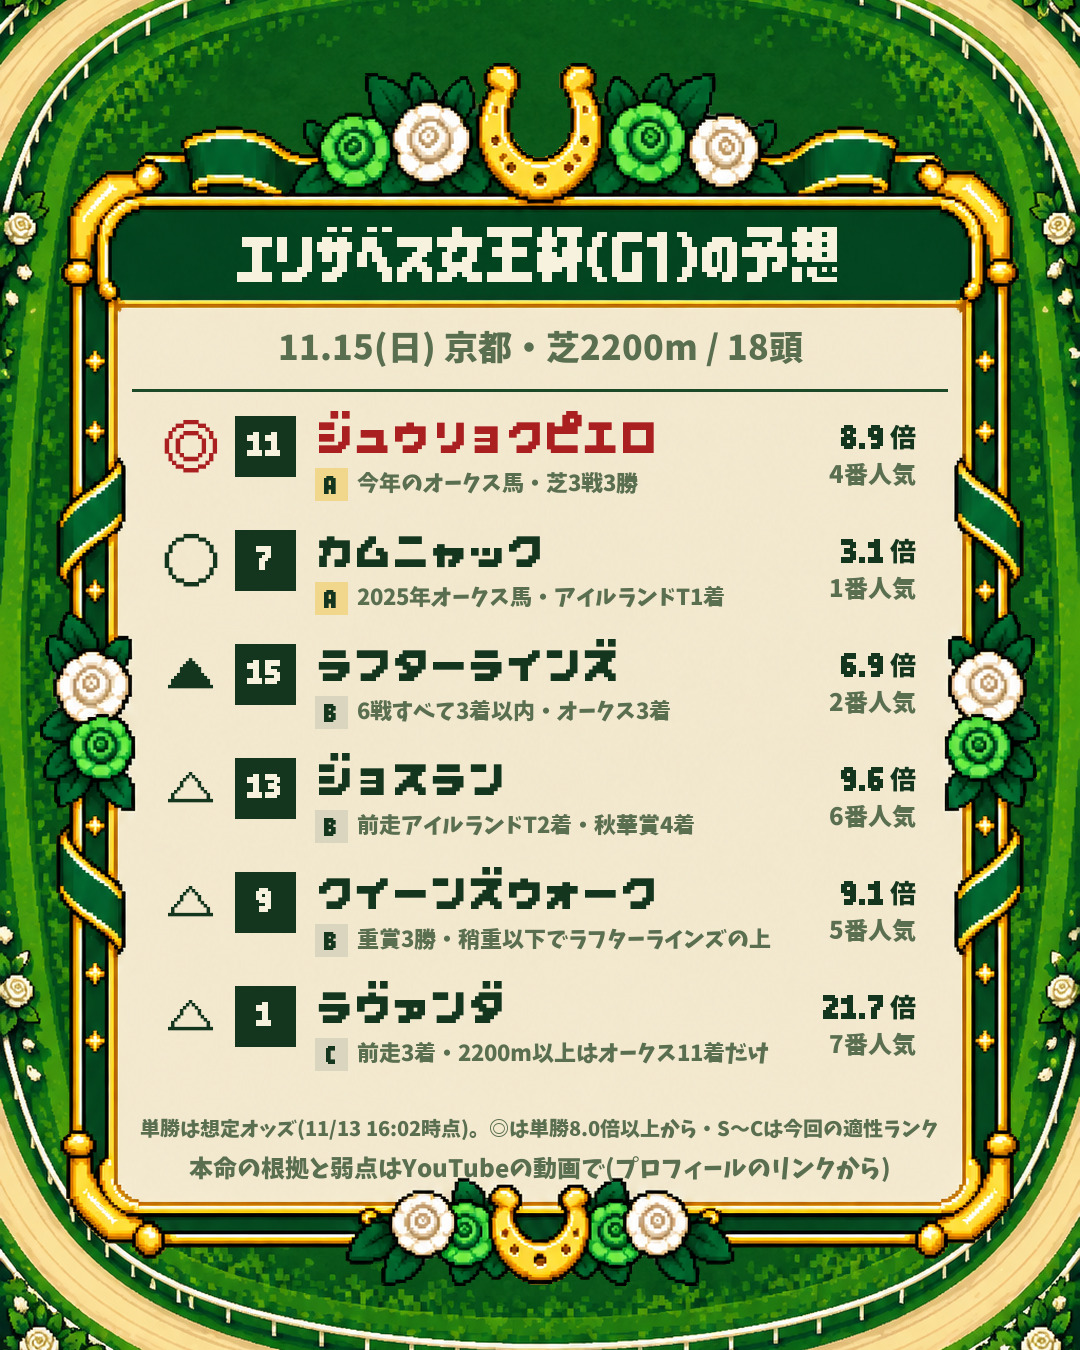 エリザベス女王杯(G1)の予想
11.15(日) 京都・芝2200m / 18頭
◎ 11 ジュウリョクピエロ 8.9倍
A 今年のオークス馬・芝3戦3勝 4番人気
○ 7 カムニャック 3.1倍
A 2025年オークス馬・アイルランドT1着 1番人気
▲ 15 ラフターラインズ 6.9倍
B 6戦すべて3着以内・オークス3着 2番人気
△ 13 ジョスラン 9.6倍
B 前走アイルランドT2着・秋華賞4着 6番人気
△ 9 クイーンズウォーク 9.1倍
B 重賞3勝・稍重以下でラフターラインズの上 5番人気
△ 1 ラヴァンダ 21.7倍
C 前走3着・2200m以上はオークス11着だけ 7番人気
単勝は想定オッズ(11/13 16:02時点)。◎は単勝8.0倍以上から・S〜Cは今回の適性ランク
本命の根拠と弱点はYouTubeの動画で(プロフィールのリンクから)